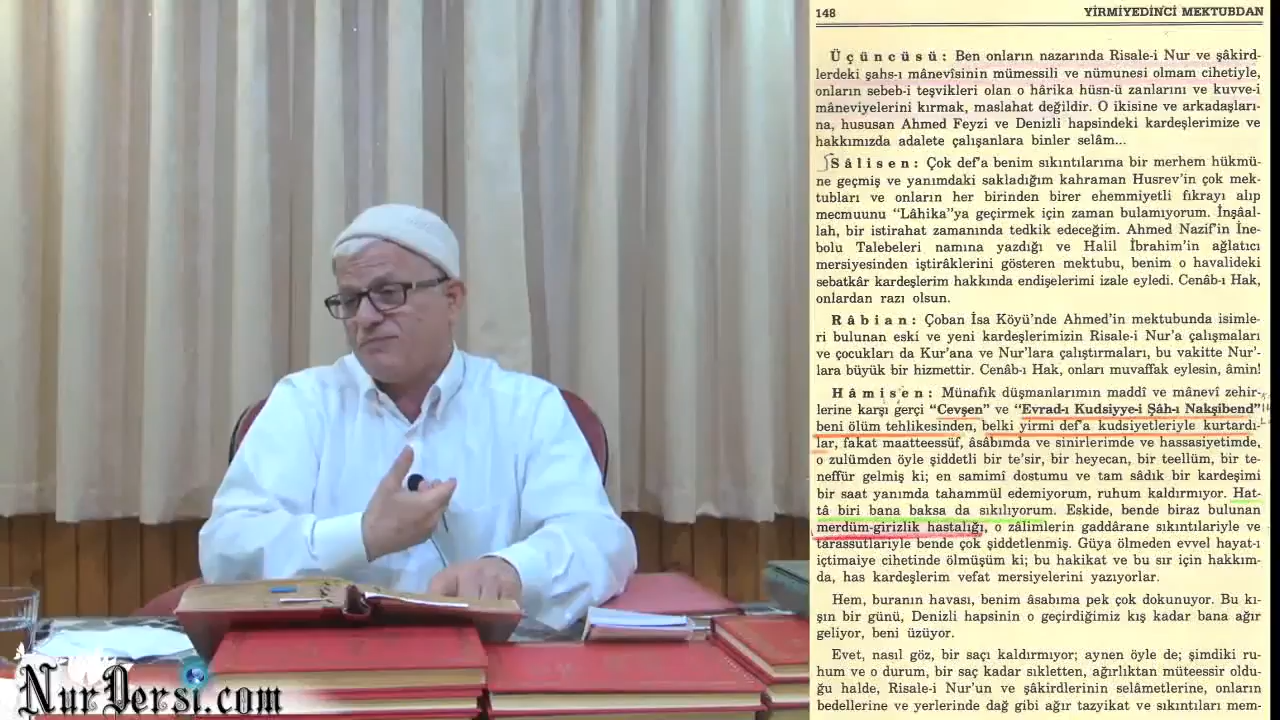 148 YİRMİYEDİNCİ MEKTUBDAN
Üçüncüsü: Ben onların nazarında Risale-i Nur ve şâkird-
lerdeki şahs-ı mânevîsinin mümessili ve nümunesi olmam cihetiyle,
onların sebeb-i teşvikleri olan o hârika hüsn-ü zanlarını ve kuvve-i
mâneviyelerini kırmak, maslahat değildir. O ikisine ve arkadaşları-
na, hususan Ahmed Feyzi ve Denizli hapsindeki kardeşlerimize ve
hakkımızda adalete çalışanlara binler selâm...
Sâlisen: Çok def'a benim sıkıntılarıma bir merhem hükmü-
ne geçmiş ve yanımdaki sakladığım kahraman Husrev'in çok mek-
tubları ve onların her birinden birer ehemmiyetli fıkrayı alıp
mecmuunu "Lâhika"ya geçirmek için zaman bulamıyorum. İnşâal-
lah, bir istirahat zamanında tedkik edeceğim. Ahmed Nazif'in İne-
bolu Talebeleri namına yazdığı ve Halil İbrahim'in ağlatıcı
mersiyesinden iştirâklerini gösteren mektubu, benim o havalideki
sebatkâr kardeşlerim hakkında endişelerimi izale eyledi. Cenâb-ı Hak,
onlardan razı olsun.
Râbian: Çoban İsa Köyü'nde Ahmed'in mektubunda isimle-
ri bulunan eski ve yeni kardeşlerimizin Risale-i Nur'a çalışmaları
ve çocukları da Kur'ana ve Nur'lara çalıştırmaları, bu vakitte Nur'-
lara büyük bir hizmettir. Cenâb-ı Hak, onları muvaffak eylesin, âmin!
Hâmisen: Münafık düşmanlarımın maddî ve mânevî zehir-
lerine karşı gerçi "Cevşen" ve "Evrad-ı Kudsiyye-i Şâh-ı Nakşibend"
beni ölüm tehlikesinden, belki yirmi def'a kudsiyetleriyle kurtardı-
lar, fakat maatteessüf, âsâbımda ve sinirlerimde ve hassasiyetimde,
o zulümden öyle şiddetli bir te'sir, bir heyecan, bir teellüm, bir te-
neffür gelmiş ki; en samimî dostumu ve tam sâdık bir kardeşimi
bir saat yanımda tahammül edemiyorum, ruhum kaldırmıyor. Hat-
tâ biri bana baksa da sıkılıyorum. Eskide, bende biraz bulunan
merdüm-girizlik hastalığı, o zâlimlerin gaddârane sıkıntılariyle ve
tarassutlariyle bende çok şiddetlenmiş. Güya ölmeden evvel hayat-ı
içtimaiye cihetinde ölmüşüm ki; bu hakikat ve bu sır için hakkım-
da, has kardeşlerim vefat mersiyelerini yazıyorlar.
Hem, buranın havası, benim âsabıma pek çok dokunuyor. Bu kı-
şın bir günü, Denizli hapsinin o geçirdiğimiz kış kadar bana ağır
geliyor, beni üzüyor.
Evet, nasıl göz, bir saçı kaldırmıyor; aynen öyle de; şimdiki ru-
hum ve o durum, bir saç kadar sıkletten, ağırlıktan müteessir oldu-
ğu halde, Risale-i Nur'un ve şâkirdlerinin selâmetlerine, onların
bedellerine ve yerlerinde dağ gibi ağır tazyikat ve sıkıntıları mem-
NurDersi.com